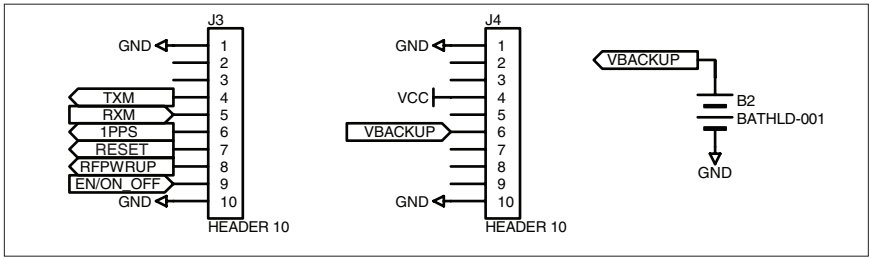 J3
GND 1
2
3
TXM 4
RXM 5
1PPS 6
RESET 7
RFPWRUP 8
EN/ON_OFF 9
GND 10
HEADER 10
J4
GND 1
2
3
VCC 4
5
VBACKUP 6
7
8
9
GND 10
HEADER 10
VBACKUP
B2
BATHLD-001
GND